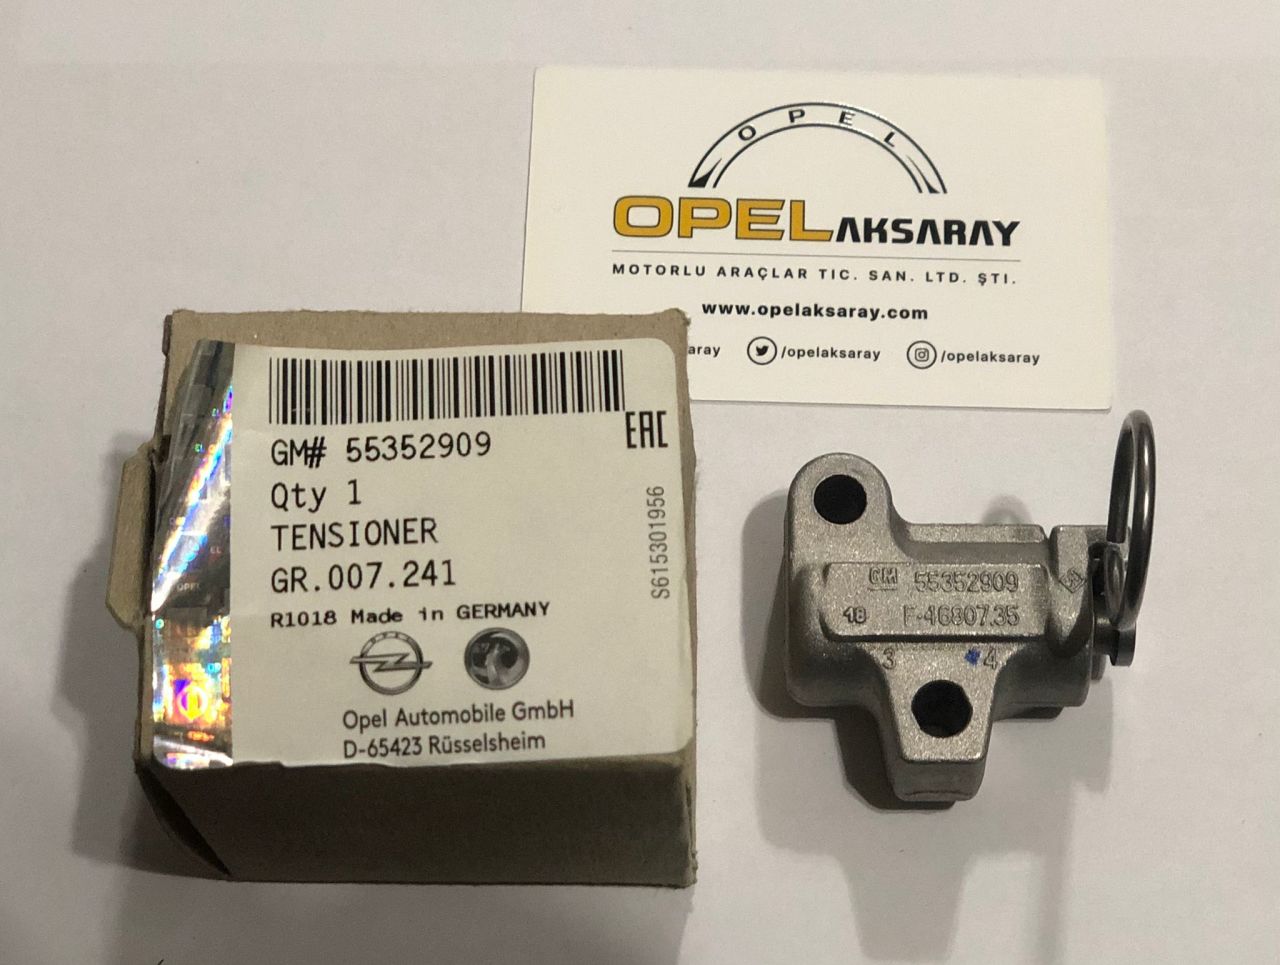 OPEL
OPELAKSARAY
MOTORLU ARAÇLAR TIC. SAN. LTD. ŞTI.
www.opelaksaray.com
aray /opelaksaray /opelaksaray
GM# 55352909
EAC
Qty 1
TENSIONER
GR.007.241
S615301956
R1018 Made in GERMANY
Opel Automobile GmbH
D-65423 Rüsselsheim
OPEL
GM 55352909
18 F-46807.35
3 4